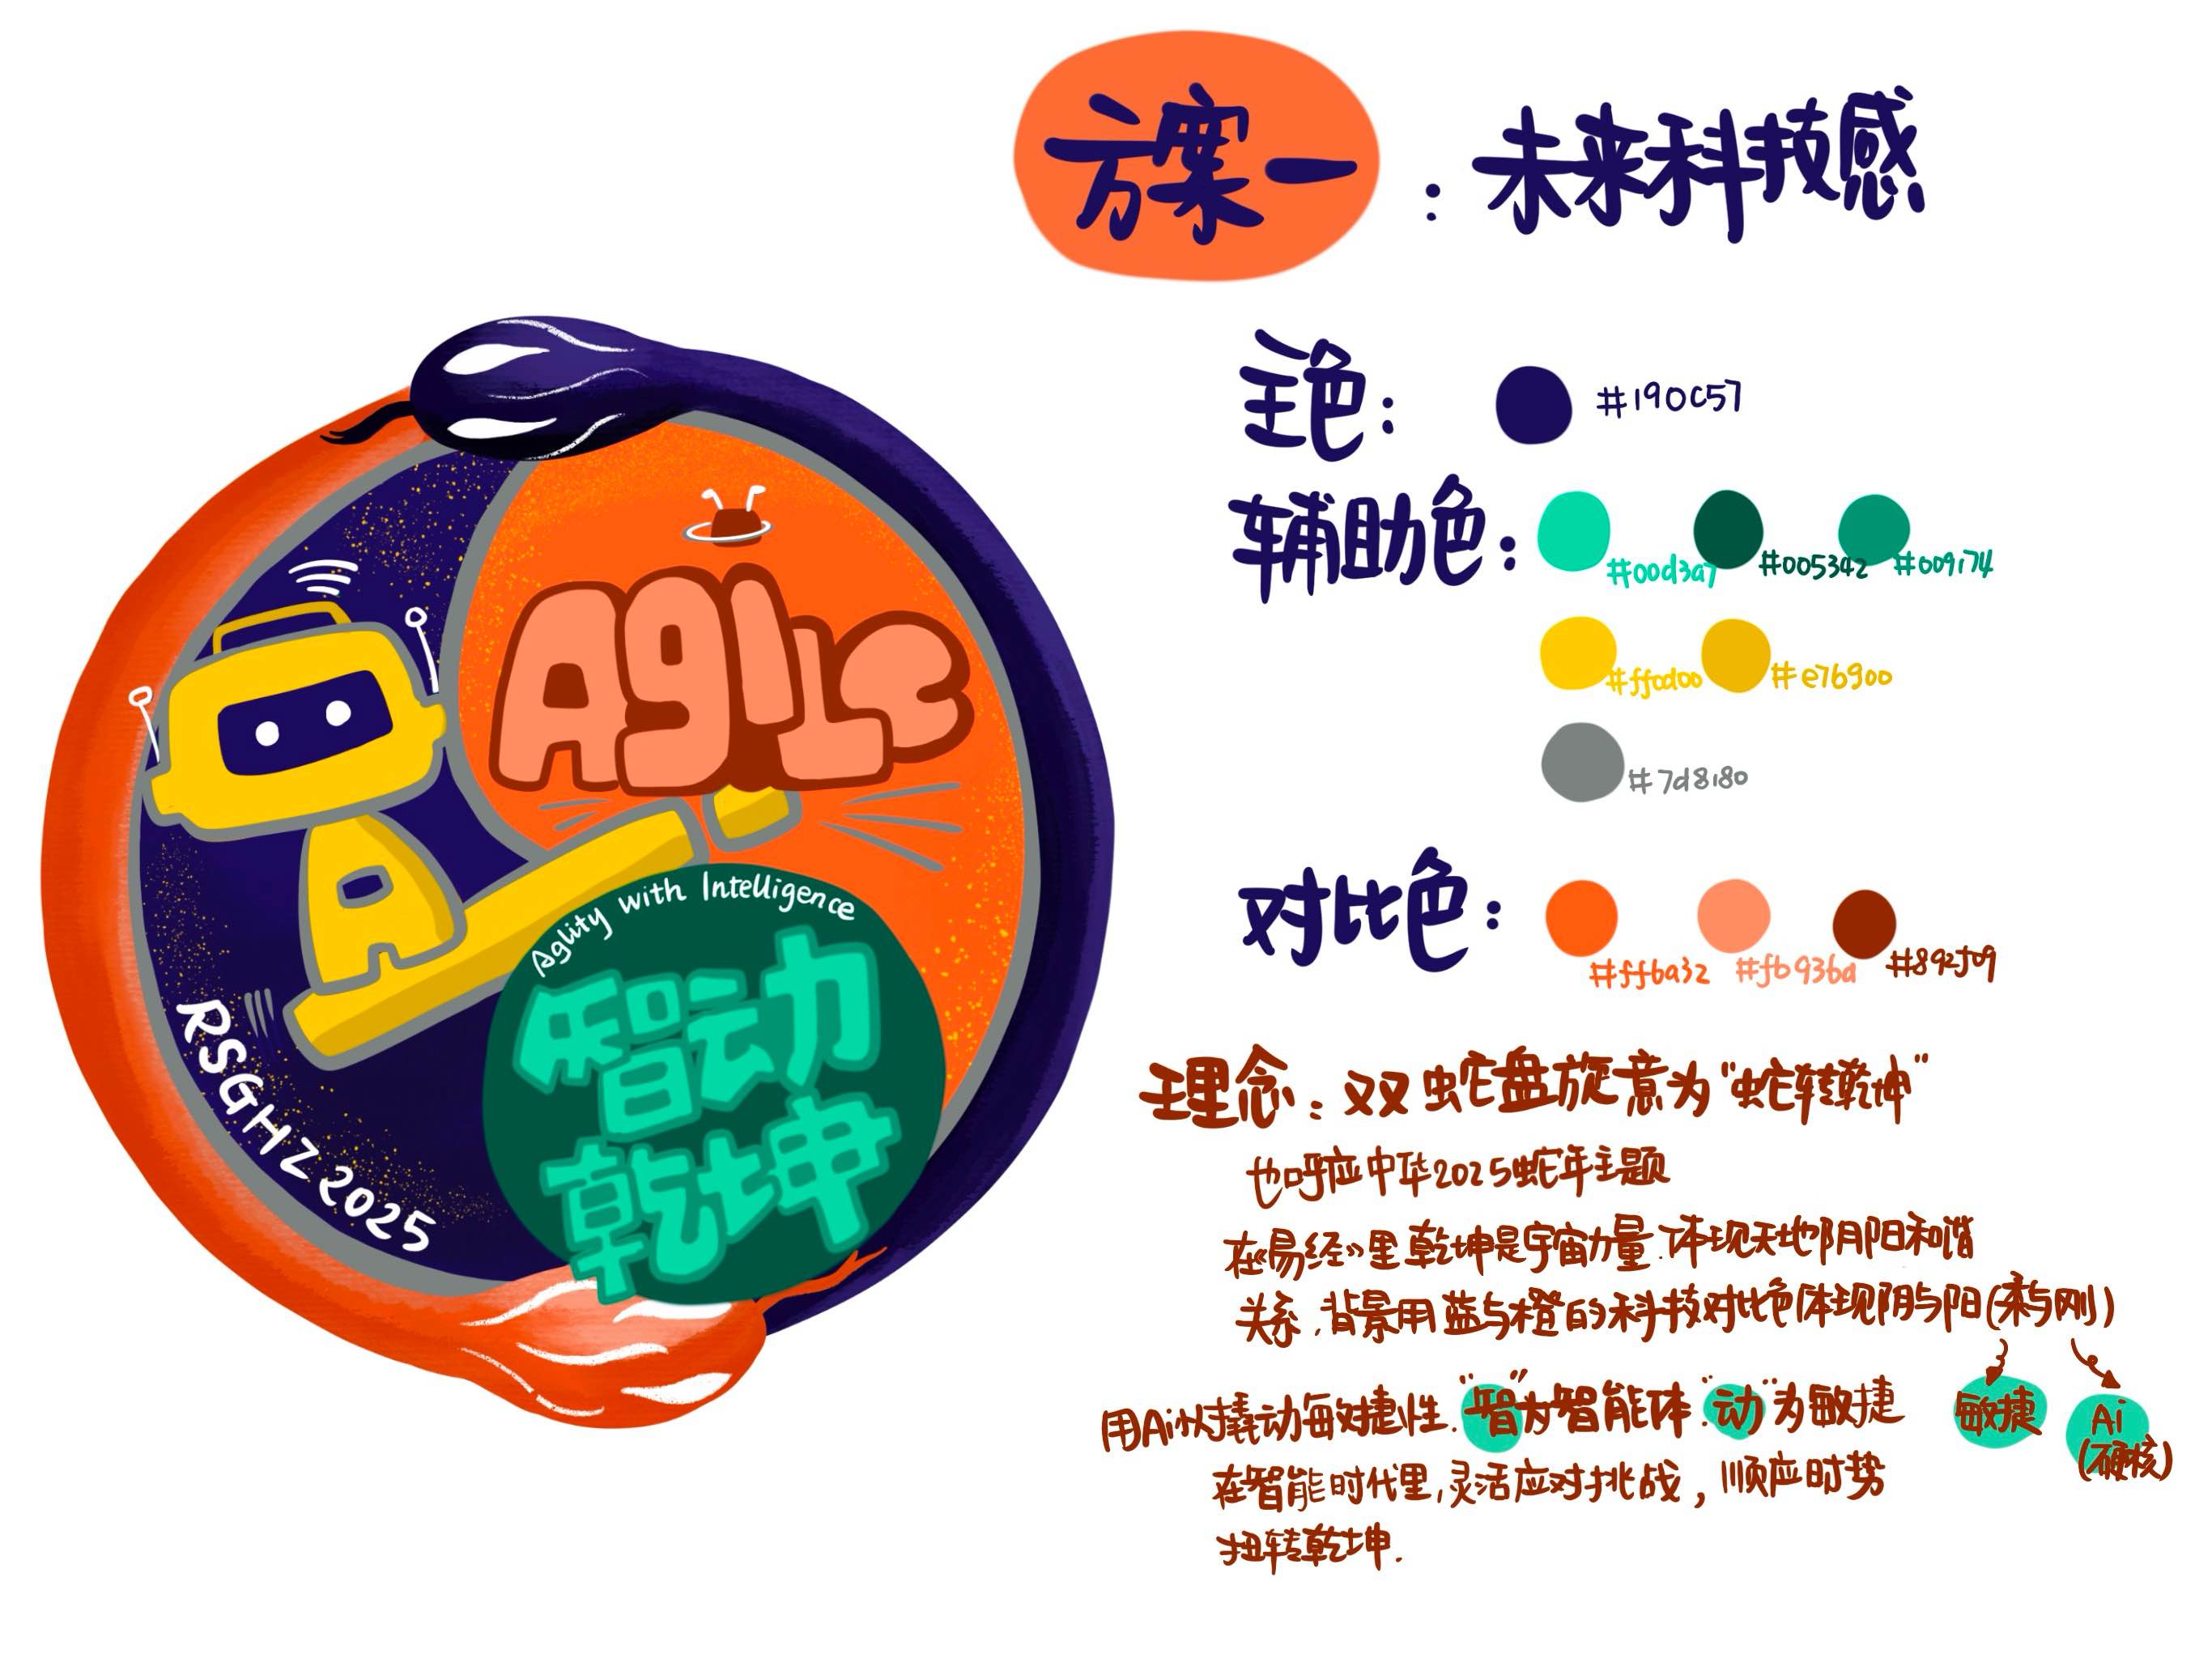 方案一：未来科技感
主色： #190c57
辅助色： #00d3a7 #005342 #009174
#ffcd00 #e7b900
#7d8180
对比色： #ff6a32 #fb936a #892f09
Agile
Aglity with Intelligence
智动
乾坤
RSGHZ 2025
理念：双蛇盘旋意为“蛇转乾坤”
也呼应中华2025蛇年主题
在《易经》里乾坤是宇宙力量.体现天地阴阳和谐
关系.背景用蓝与橙的科技对比色体现阴与阳(柔与刚)
敏捷 Ai
(硬核)
用Ai以撬动敏捷性.“智”为智能体.“动”为敏捷
在智能时代里,灵活应对挑战，顺应时势
扭转乾坤.